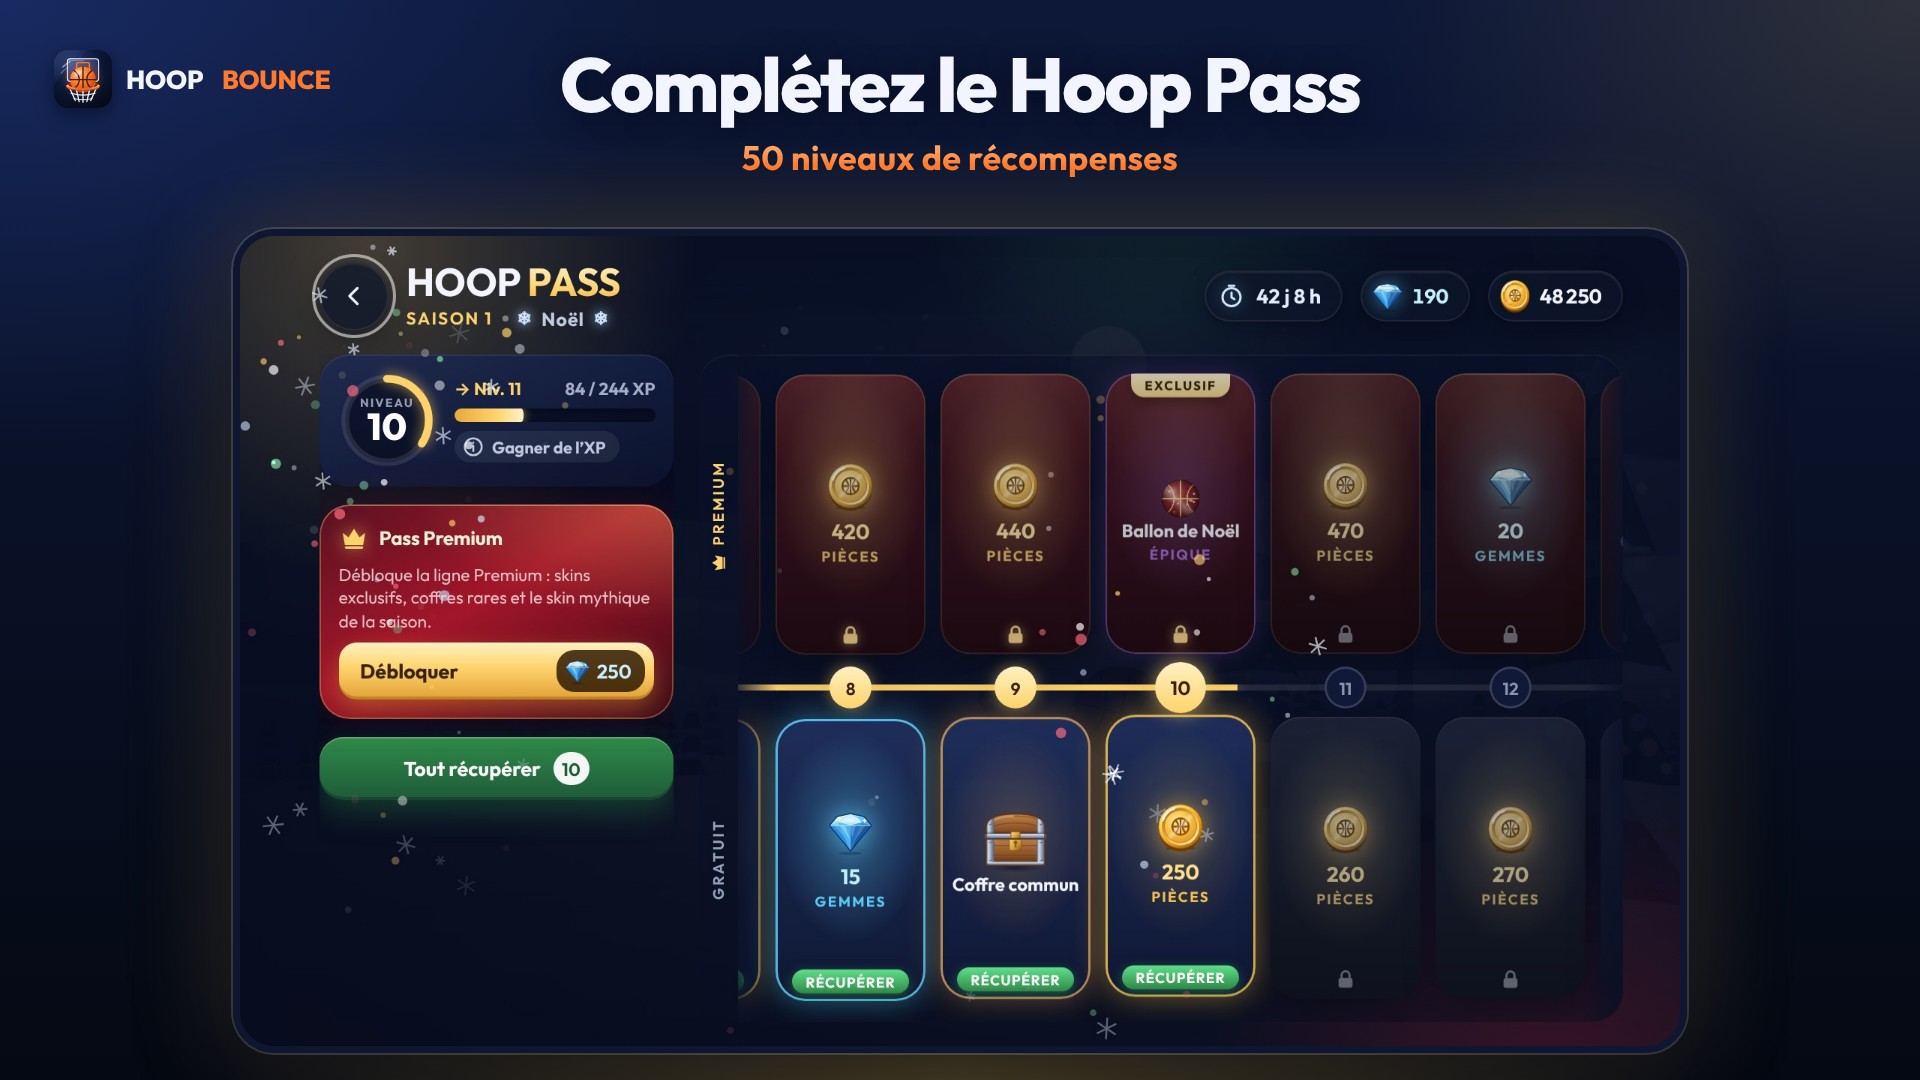 HOOP BOUNCE
Complétez le Hoop Pass
50 niveaux de récompenses
HOOP PASS
SAISON 1 • Noël
42 j 8 h
190
48 250
NIVEAU
10
→ Niv. 11
84 / 244 XP
Gagner de l'XP
Pass Premium
Débloque la ligne Premium : skins
exclusifs, coffres rares et le skin mythique
de la saison.
Débloquer
250
Tout récupérer 10
PREMIUM
420
PIÈCES
440
PIÈCES
EXCLUSIF
Ballon de Noël
ÉPIQUE
470
PIÈCES
20
GEMMES
8
9
10
11
12
GRATUIT
15
GEMMES
RÉCUPÉRER
Coffre commun
RÉCUPÉRER
250
PIÈCES
RÉCUPÉRER
260
PIÈCES
270
PIÈCES